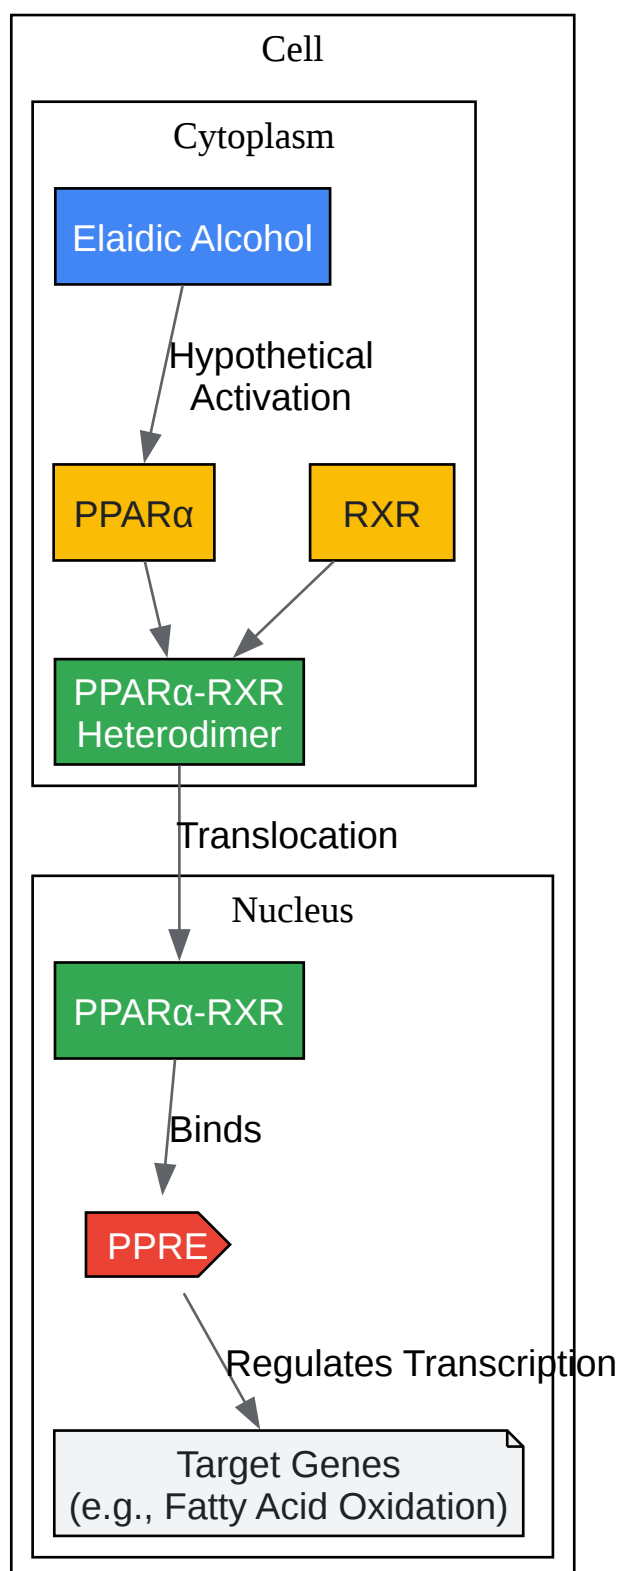 Cell
Cytoplasm
Elaidic Alcohol
Hypothetical
Activation
PPARα
RXR
PPARα-RXR
Heterodimer
Translocation
Nucleus
PPARα-RXR
Binds
PPRE
Regulates Transcription
Target Genes
(e.g., Fatty Acid Oxidation)